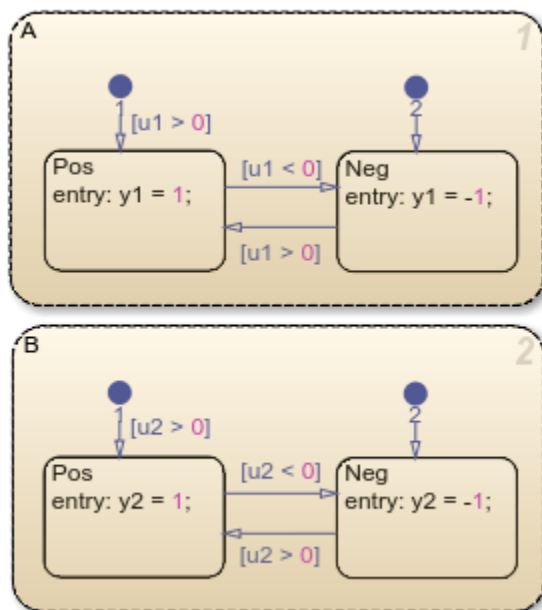 A
1
1
[u1 > 0]
2
Pos
entry: y1 = 1;
[u1 < 0]
Neg
entry: y1 = -1;
[u1 > 0]
B
2
1
[u2 > 0]
2
Pos
entry: y2 = 1;
[u2 < 0]
Neg
entry: y2 = -1;
[u2 > 0]